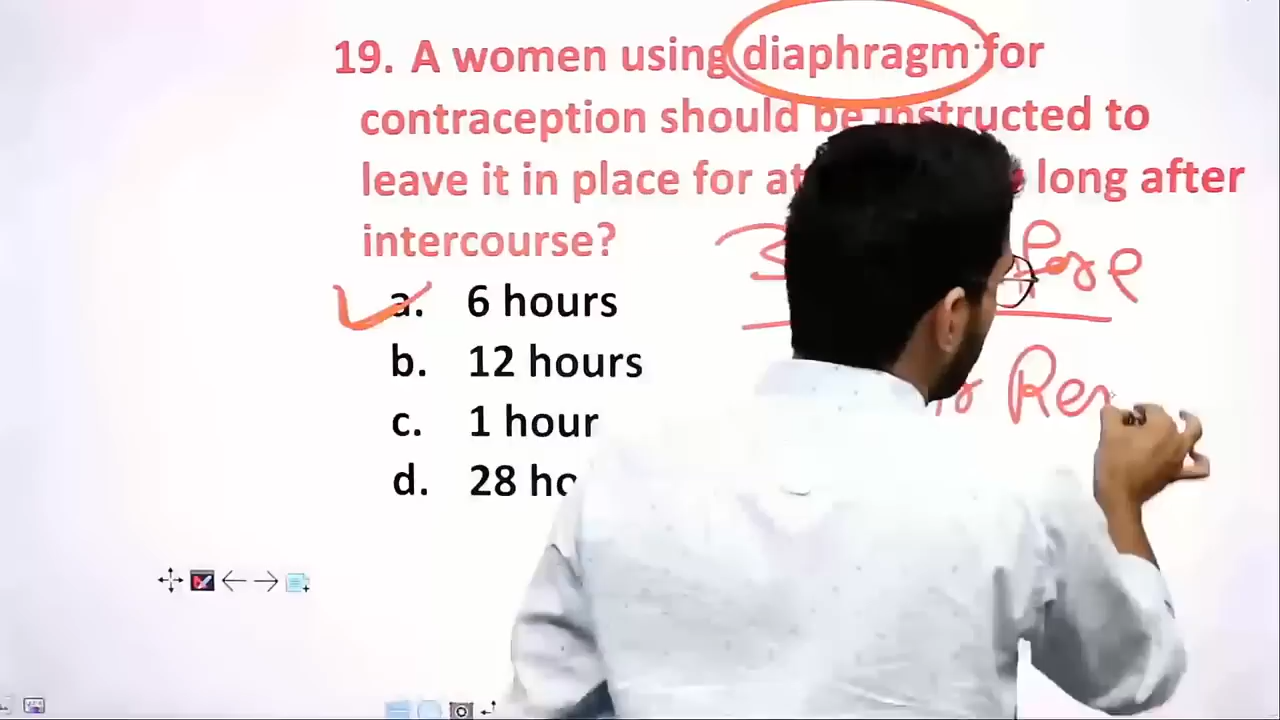 19. A women using diaphragm for
contraception should be instructed to
leave it in place for at long after
intercourse?
a. 6 hours
b. 12 hours
c. 1 hour
d. 28